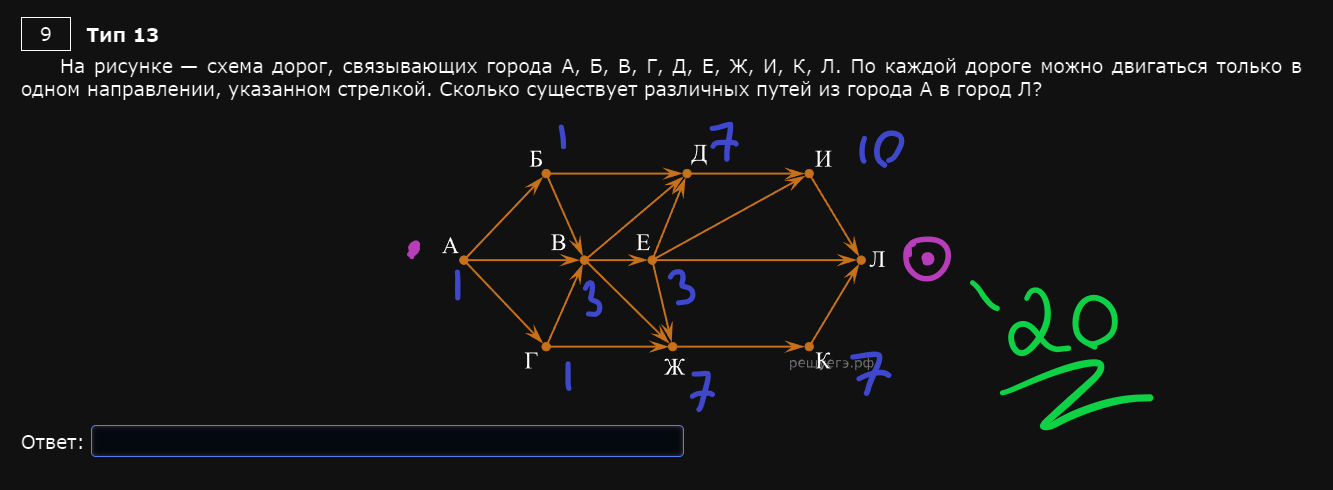 9 Тип 13
На рисунке — схема дорог, связывающих города А, Б, В, Г, Д, Е, Ж, И, К, Л. По каждой дороге можно двигаться только в
одном направлении, указанном стрелкой. Сколько существует различных путей из города А в город Л?
1 7 10
Б Д И
А В Е Л
1 3 3 - 20
Г Ж К
решуегэ.рф
1 7 7
Ответ: